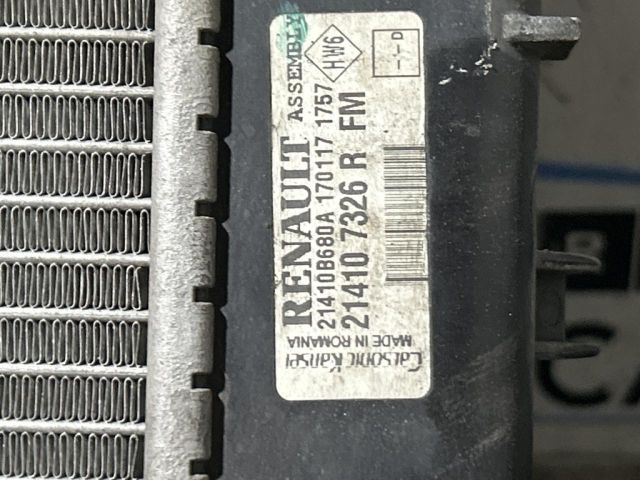 RENAULT ASSEMBLY
21410B680A 170117 1757
21410 7326 R FM
HW6
Calsonic Kansei
MADE IN ROMANIA